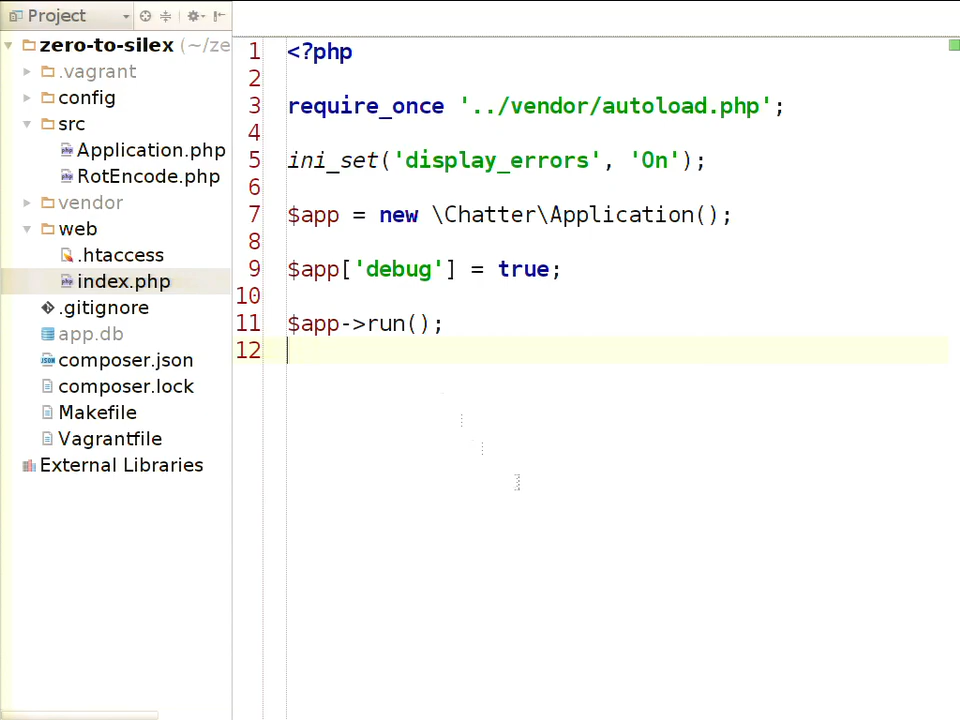 Project
zero-to-silex (~/ze
.vagrant
config
src
Application.php
RotEncode.php
vendor
web
.htaccess
index.php
.gitignore
app.db
composer.json
composer.lock
Makefile
Vagrantfile
External Libraries
1 <?php
2
3 require_once '../vendor/autoload.php';
4
5 ini_set('display_errors', 'On');
6
7 $app = new \Chatter\Application();
8
9 $app['debug'] = true;
10
11 $app->run();
12